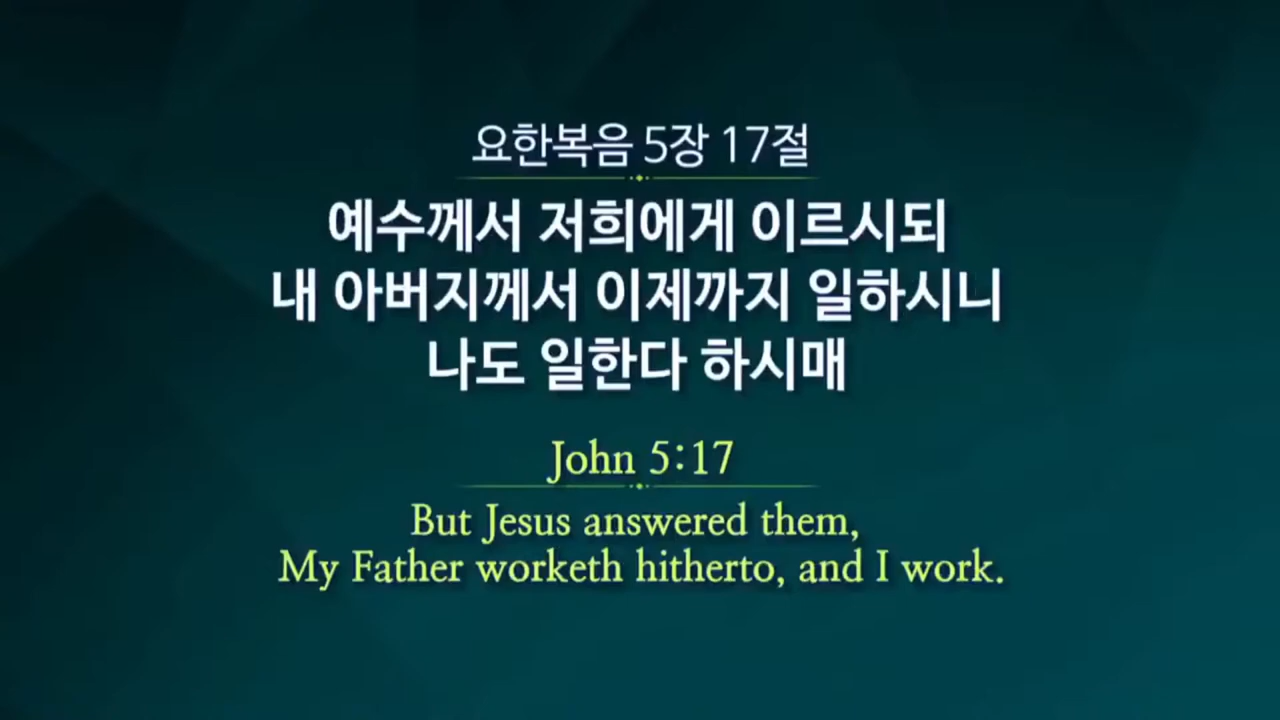 요한복음 5장 17절
예수께서 저희에게 이르시되
내 아버지께서 이제까지 일하시니
나도 일한다 하시매
John 5:17
But Jesus answered them,
My Father worketh hitherto, and I work.